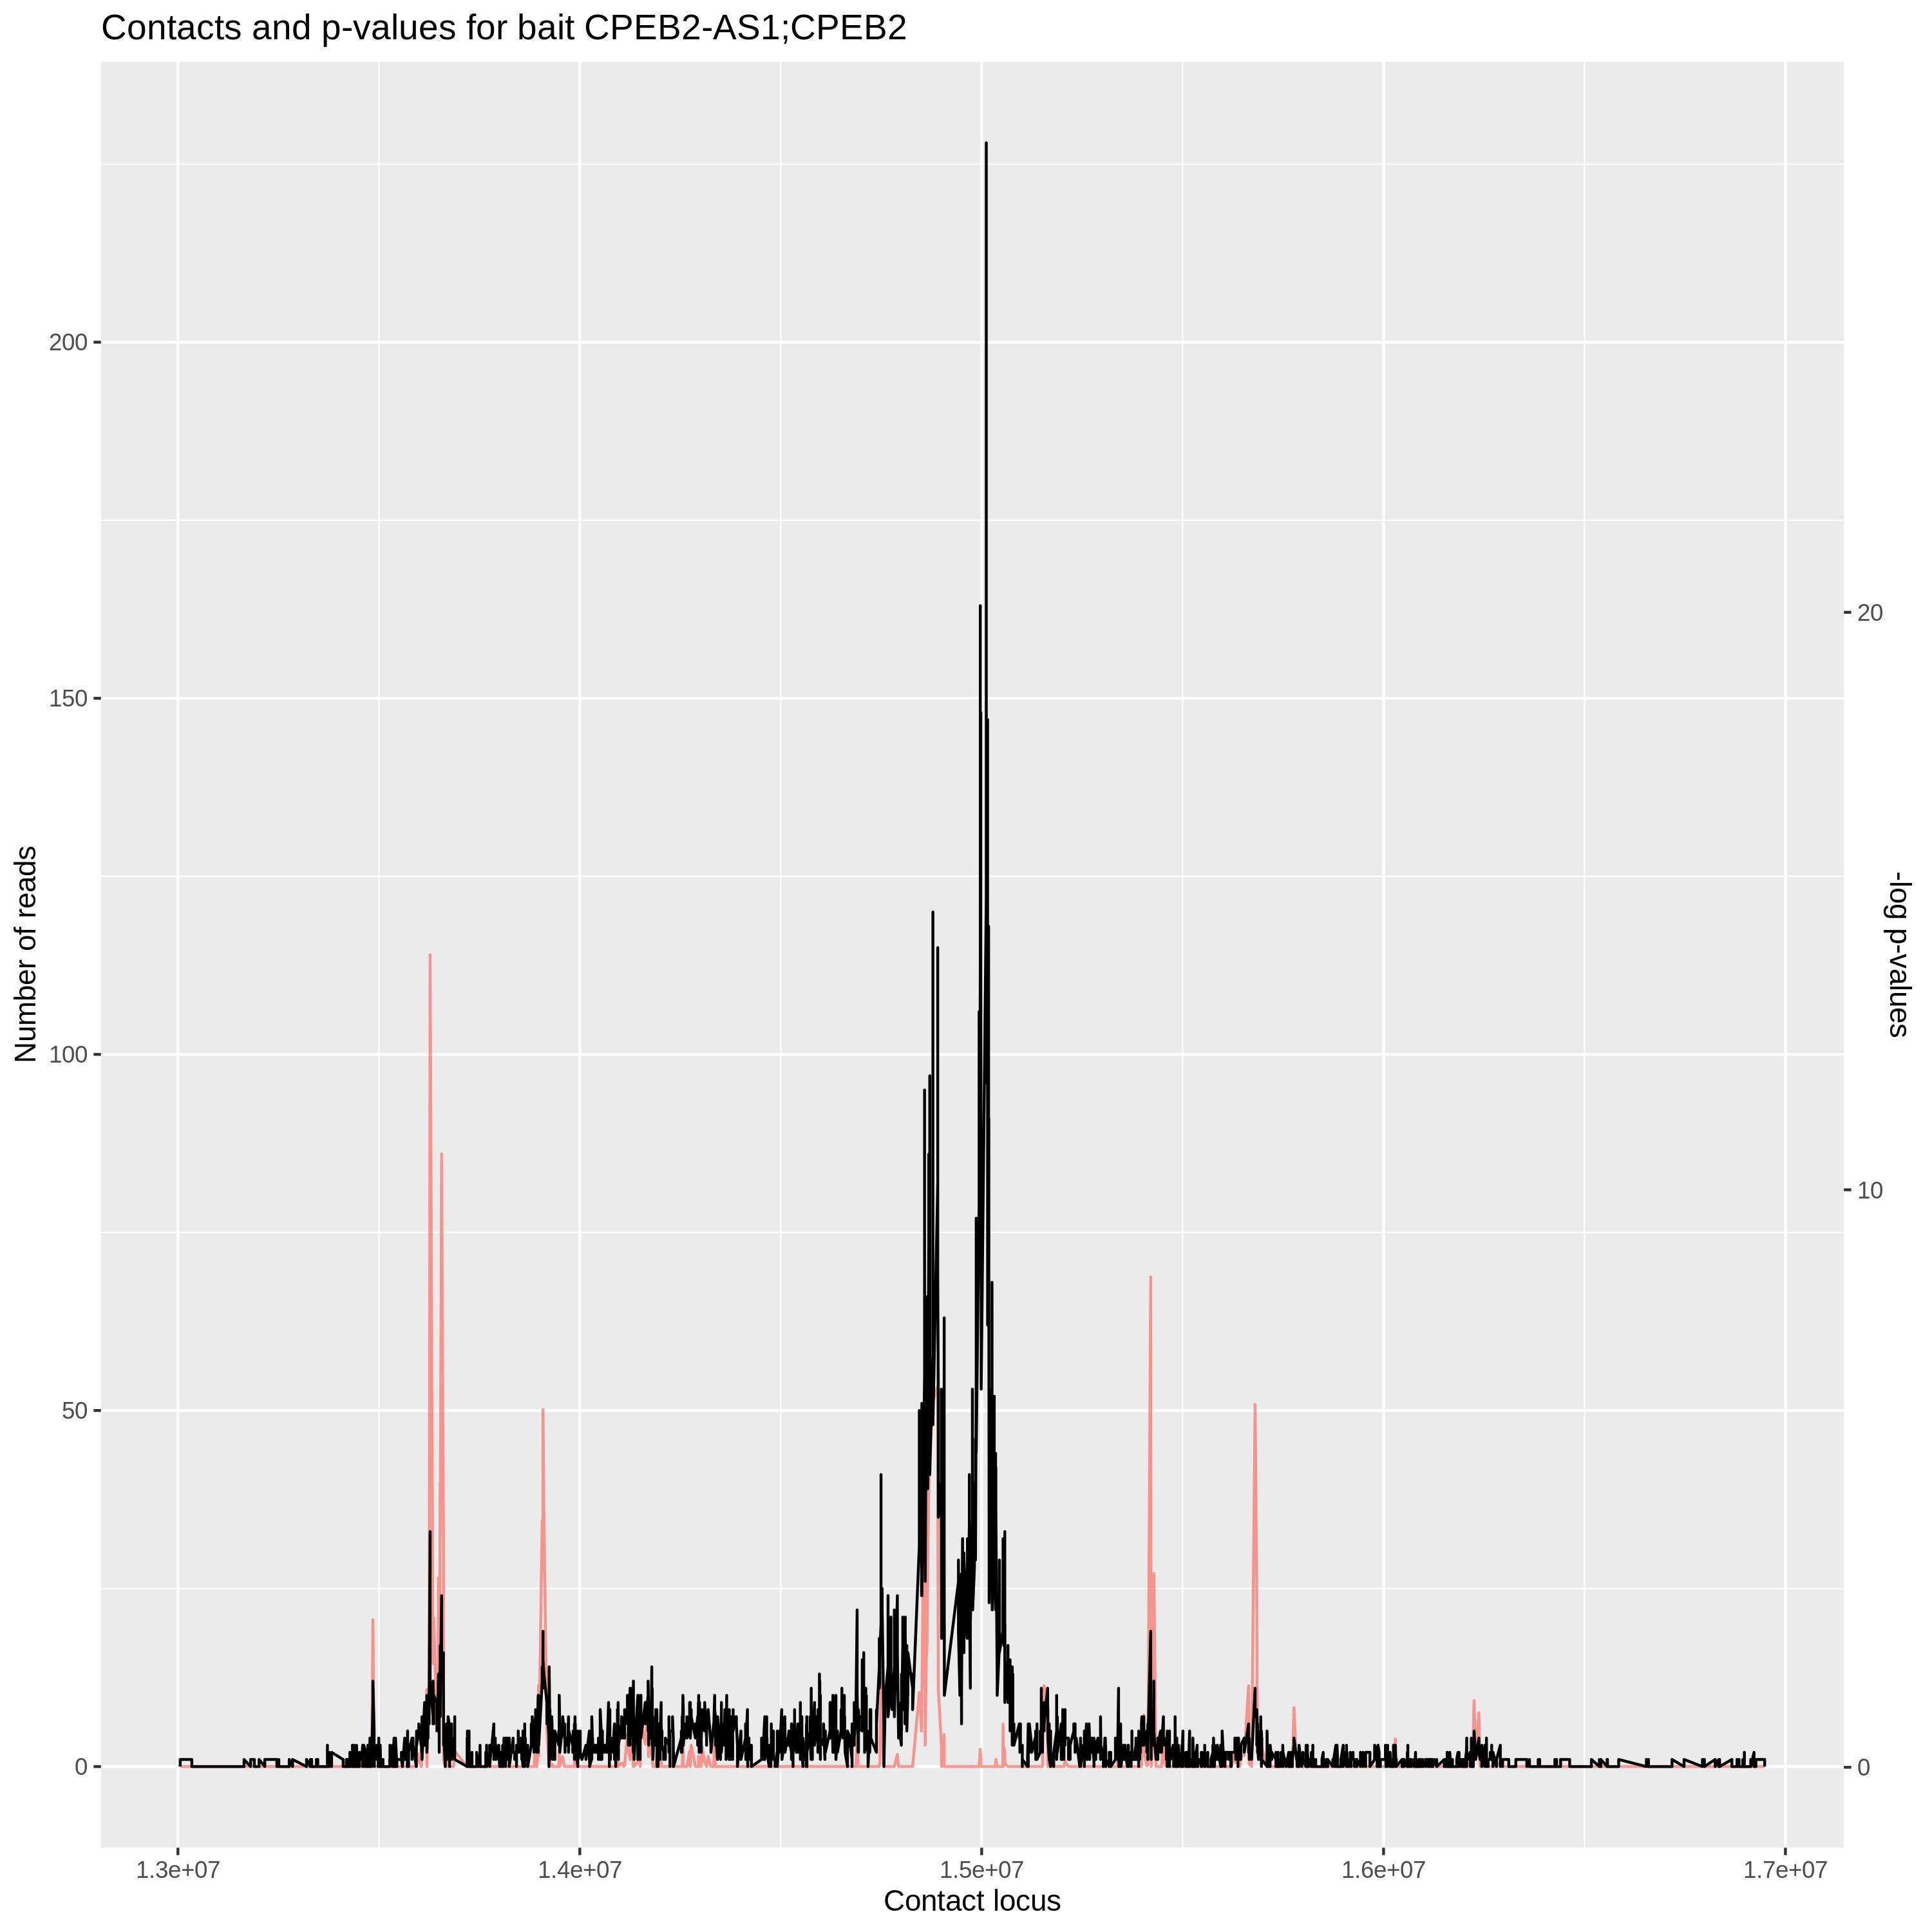 Contacts and p-values for bait CPEB2-AS1;CPEB2
200
150
100
50
0
Number of reads
20
10
0
-log p-values
1.3e+07
1.4e+07
1.5e+07
1.6e+07
1.7e+07
Contact locus